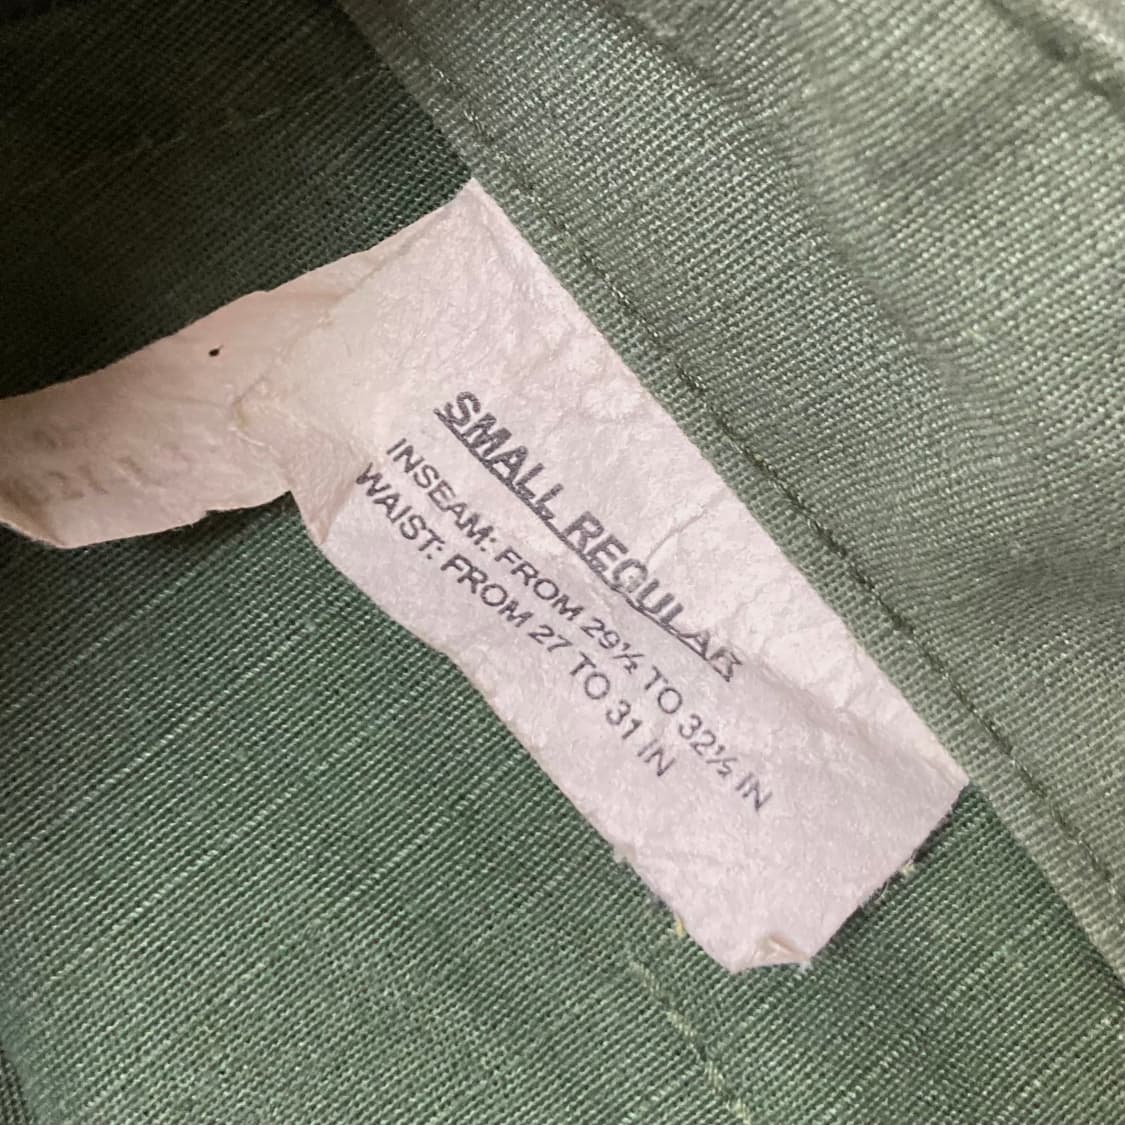 SMALL REGULAR
INSEAM: FROM 29½ TO 32½ IN
WAIST: FROM 27 TO 31 IN